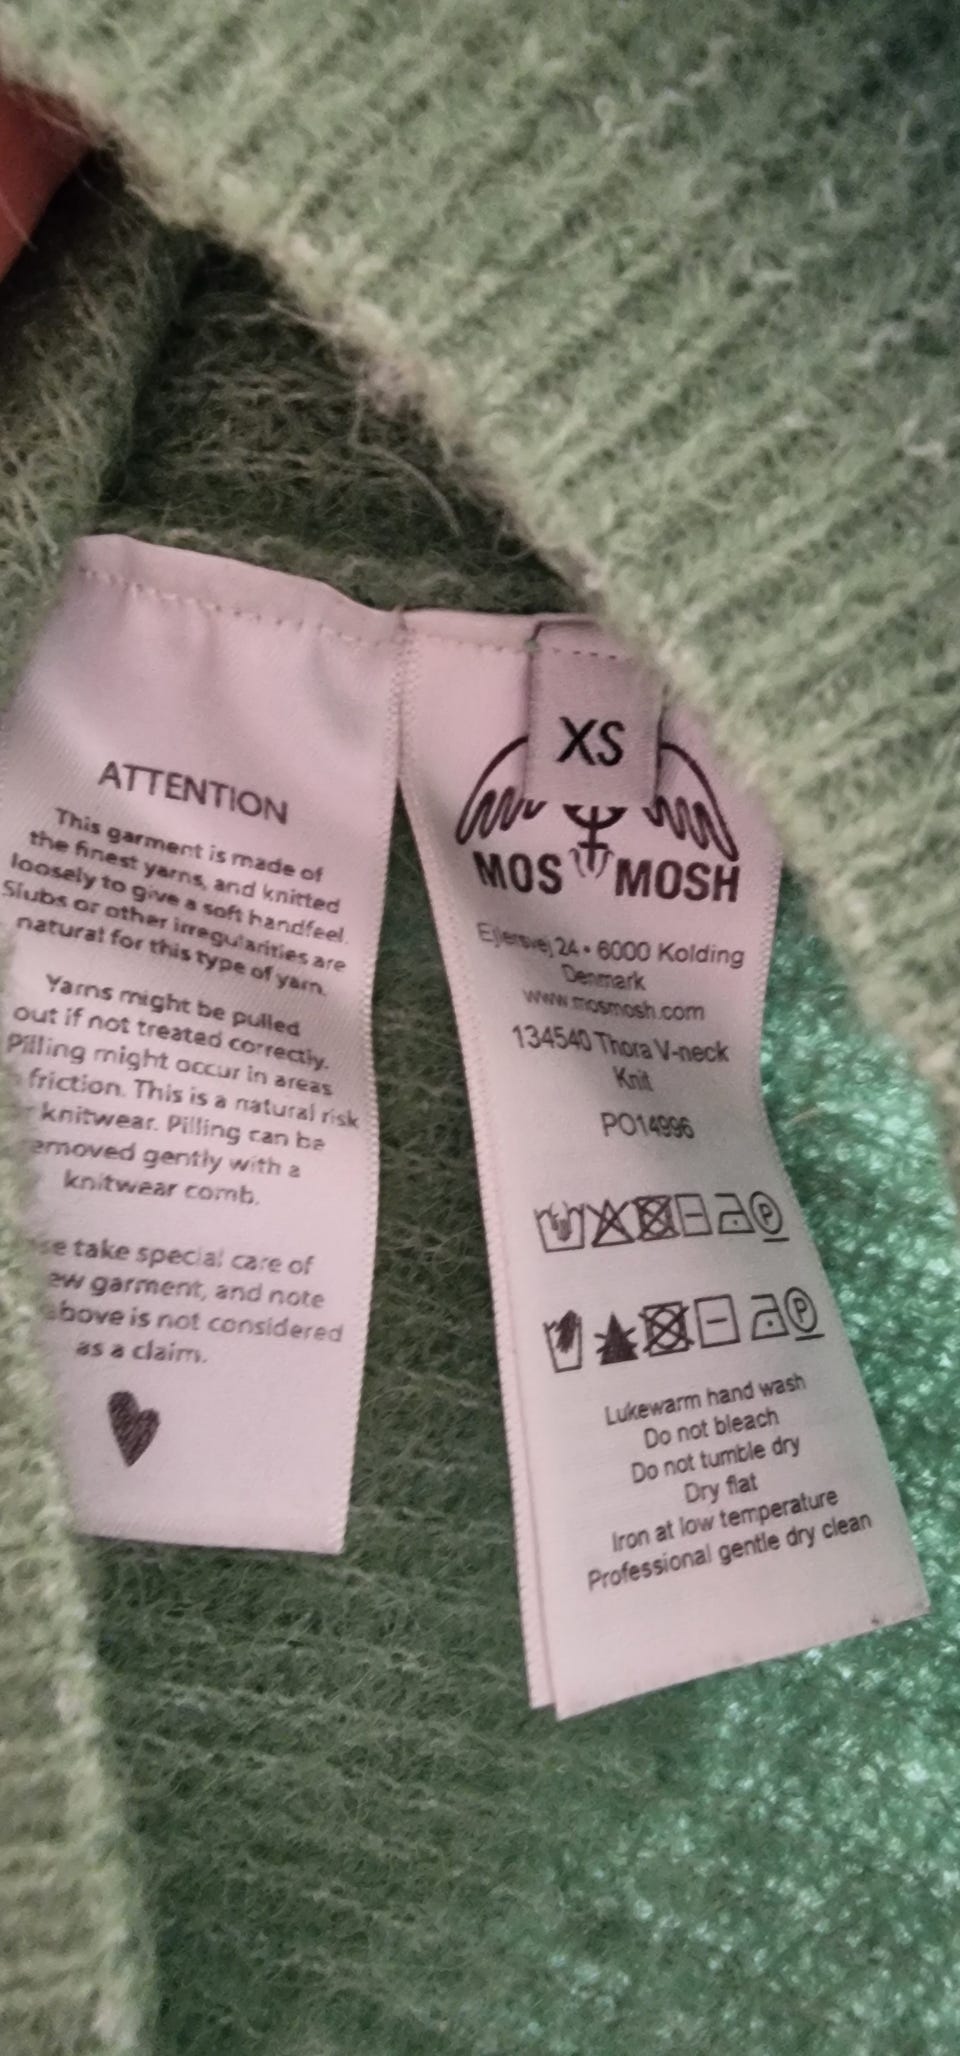 ATTENTION
This garment is made of
the finest yarns, and knitted
loosely to give a soft handfeel.
Slubs or other irregularities are
natural for this type of yarn.
Yarns might be pulled
out if not treated correctly.
Pilling might occur in areas
friction. This is a natural risk
knitwear. Pilling can be
emoved gently with a
knitwear comb.
se take special care of
ew garment, and note
above is not considered
as a claim.
XS
MOS MOSH
Ejlersvej 24 • 6000 Kolding
Denmark
www.mosmosh.com
134540 Thora V-neck
Knit
PO14996
P
P
Lukewarm hand wash
Do not bleach
Do not tumble dry
Dry flat
Iron at low temperature
Professional gentle dry clean